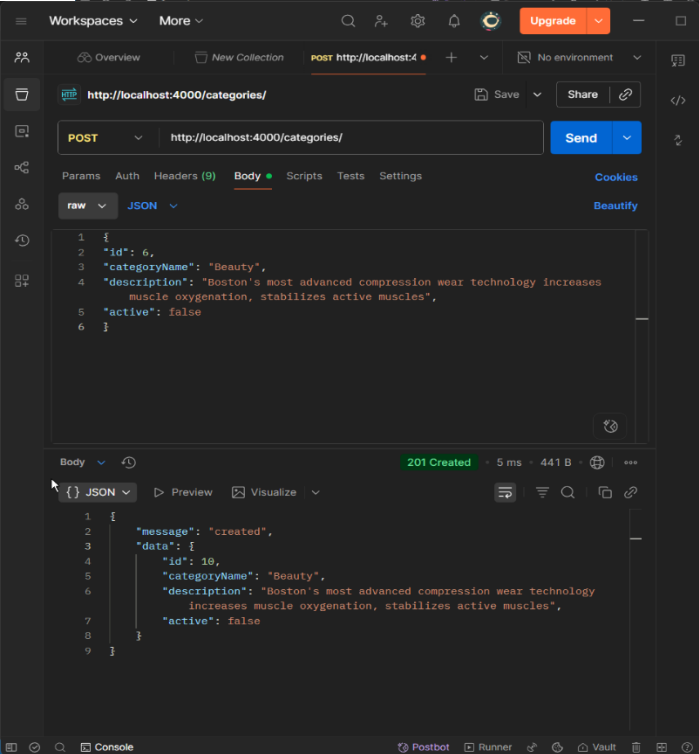 Workspaces More Upgrade
Overview New Collection POST http://localhost:4 No environment
HTTP http://localhost:4000/categories/ Save Share
POST http://localhost:4000/categories/ Send
Params Auth Headers (9) Body Scripts Tests Settings Cookies
raw JSON Beautify
1 {
2 "id": 6,
3 "categoryName": "Beauty",
4 "description": "Boston's most advanced compression wear technology increases
muscle oxygenation, stabilizes active muscles",
5 "active": false
6 }
Body 201 Created 5 ms 441 B
{} JSON Preview Visualize
1 {
2 "message": "created",
3 "data": {
4 "id": 10,
5 "categoryName": "Beauty",
6 "description": "Boston's most advanced compression wear technology
increases muscle oxygenation, stabilizes active muscles",
7 "active": false
8 }
9 }
Console Postbot Runner Vault